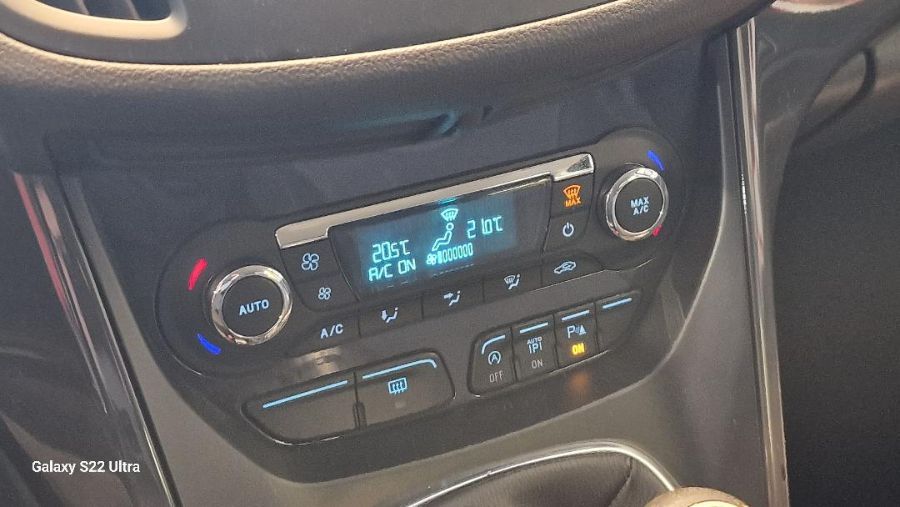 MAX
MAX
A/C
20.5°C
21.0°C
A/C ON
AUTO
A/C
A
OFF
AUTO
P
ON
P
ON
Galaxy S22 Ultra